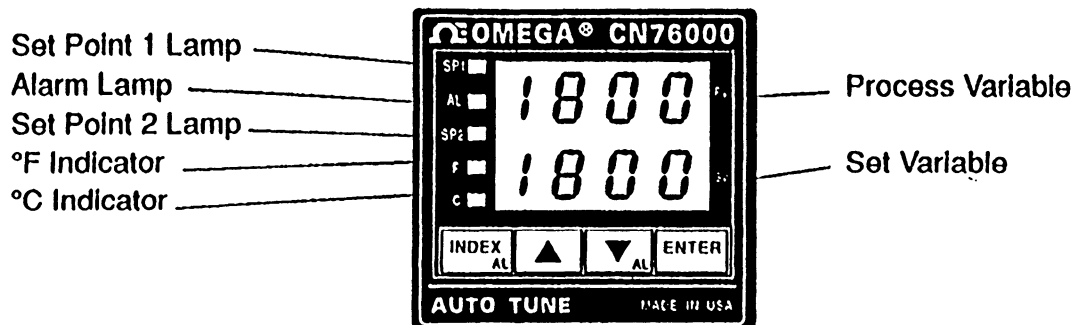 ΩE OMEGA® CN76000
Set Point 1 Lamp
Alarm Lamp
Set Point 2 Lamp
°F Indicator
°C Indicator
SP1
AL
SP2
F
C
1800
1800
Process Variable
Set Variable
INDEX AL ▲ ▼ AL ENTER
AUTO TUNE MADE IN USA